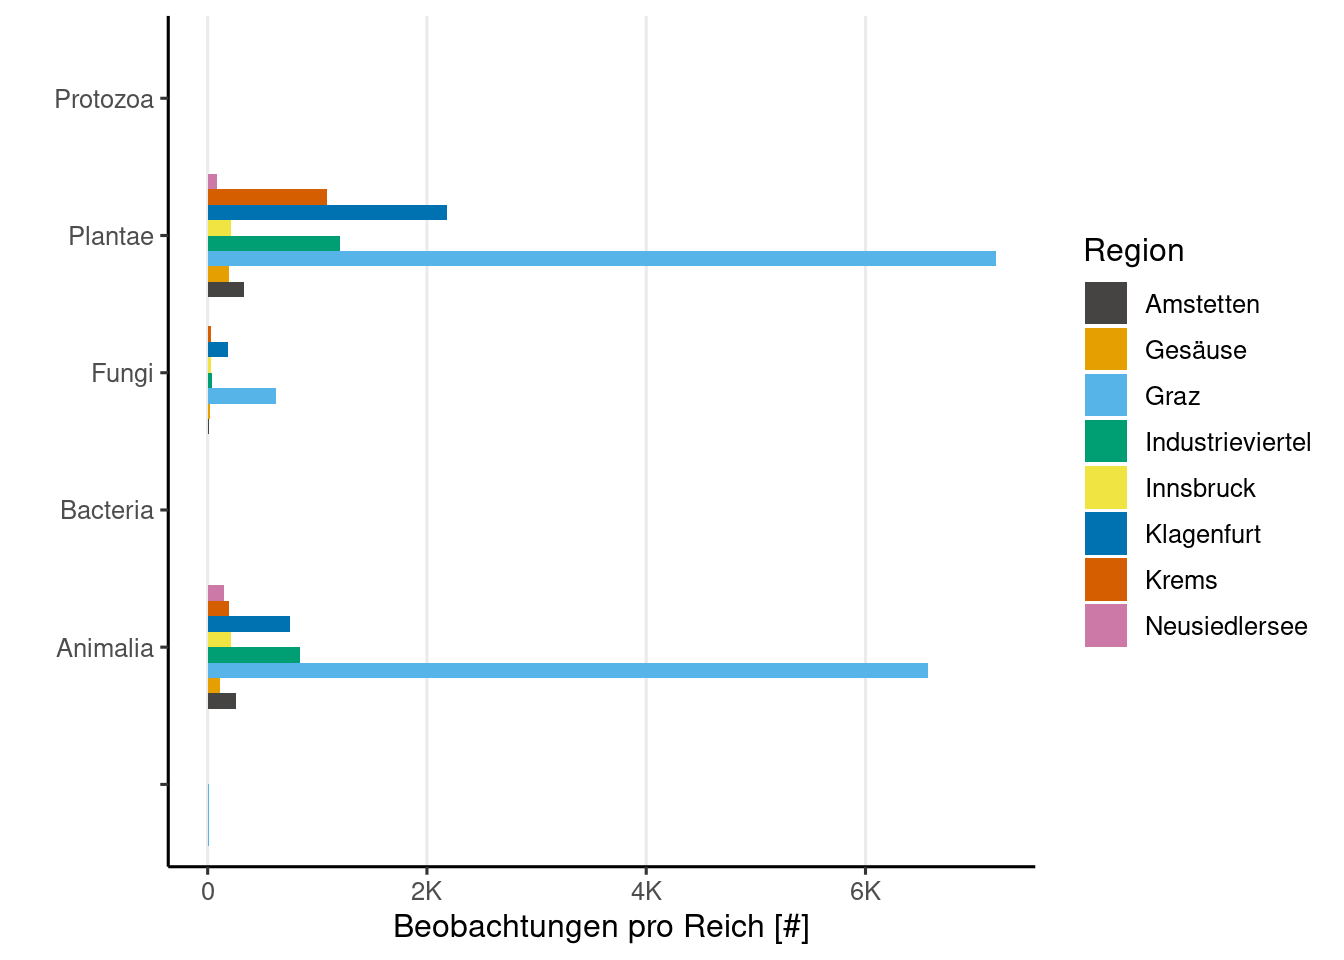 Protozoa
Plantae
Fungi
Bacteria
Animalia
0 2K 4K 6K
Beobachtungen pro Reich [#]
Region
Amstetten
Gesäuse
Graz
Industrieviertel
Innsbruck
Klagenfurt
Krems
Neusiedlersee